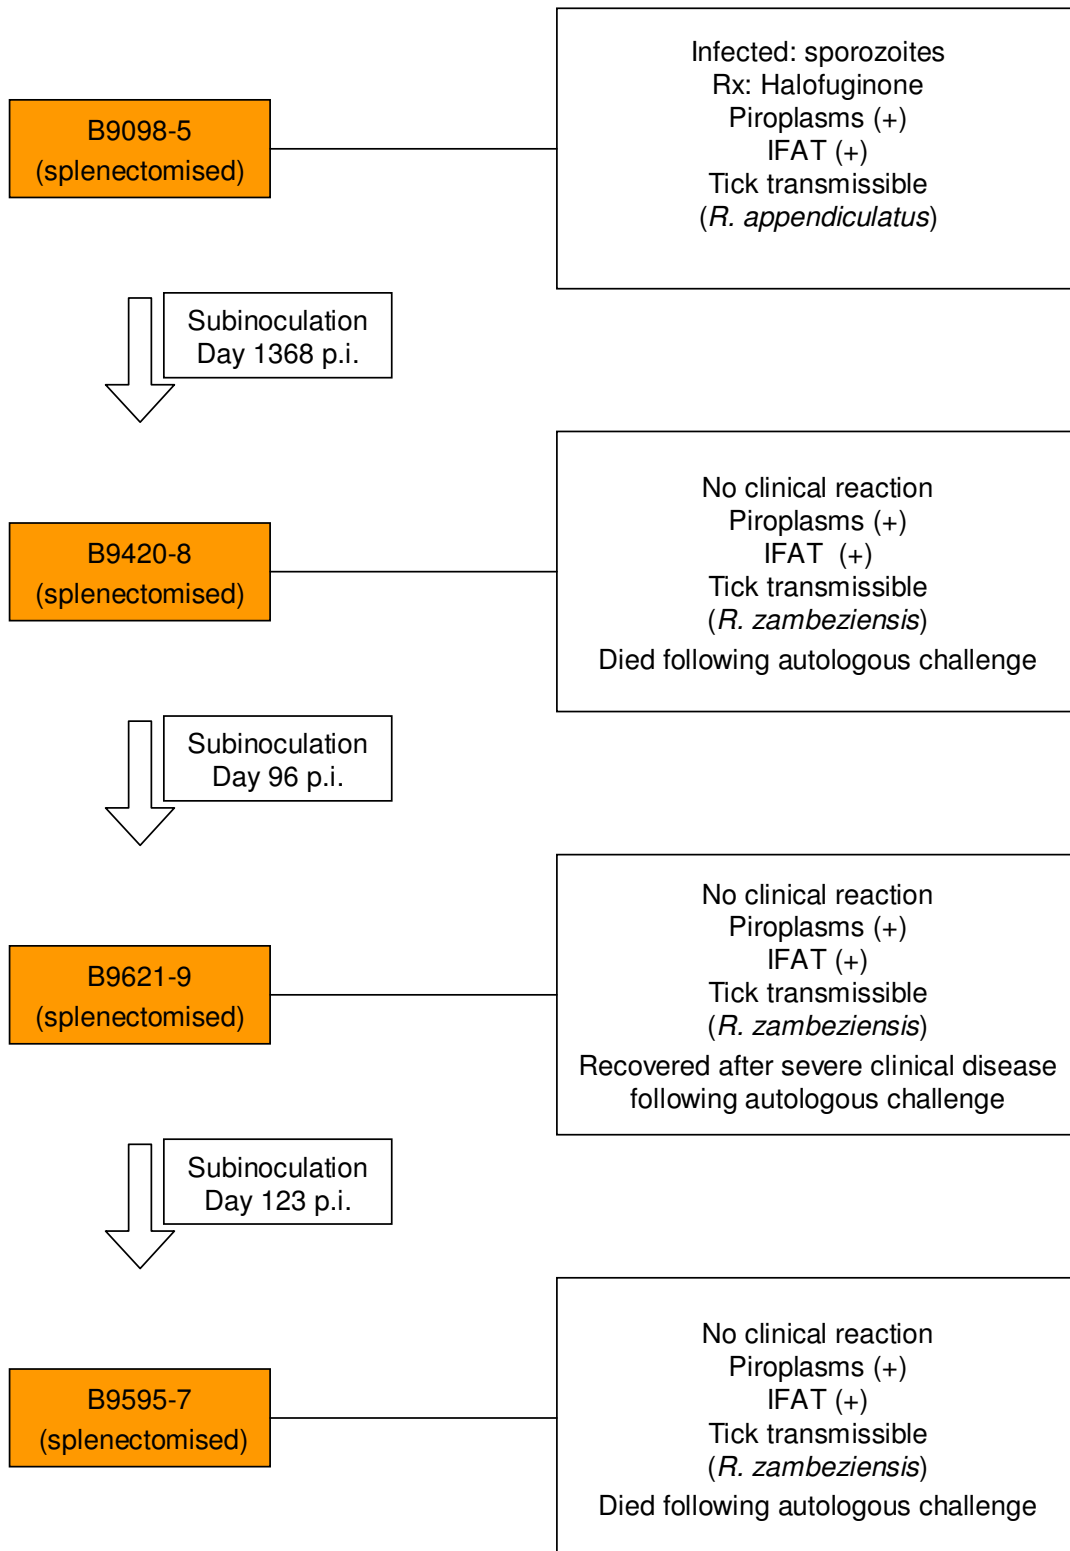 B9098-5
(splenectomised)
Infected: sporozoites
Rx: Halofuginone
Piroplasms (+)
IFAT (+)
Tick transmissible
(R. appendiculatus)
Subinoculation
Day 1368 p.i.
B9420-8
(splenectomised)
No clinical reaction
Piroplasms (+)
IFAT (+)
Tick transmissible
(R. zambeziensis)
Died following autologous challenge
Subinoculation
Day 96 p.i.
B9621-9
(splenectomised)
No clinical reaction
Piroplasms (+)
IFAT (+)
Tick transmissible
(R. zambeziensis)
Recovered after severe clinical disease
following autologous challenge
Subinoculation
Day 123 p.i.
B9595-7
(splenectomised)
No clinical reaction
Piroplasms (+)
IFAT (+)
Tick transmissible
(R. zambeziensis)
Died following autologous challenge